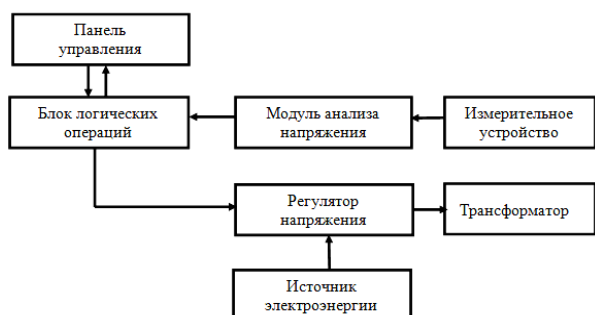 Панель
управления
Блок логических
операций
Модуль анализа
напряжения
Измерительное
устройство
Регулятор
напряжения
Трансформатор
Источник
электроэнергии